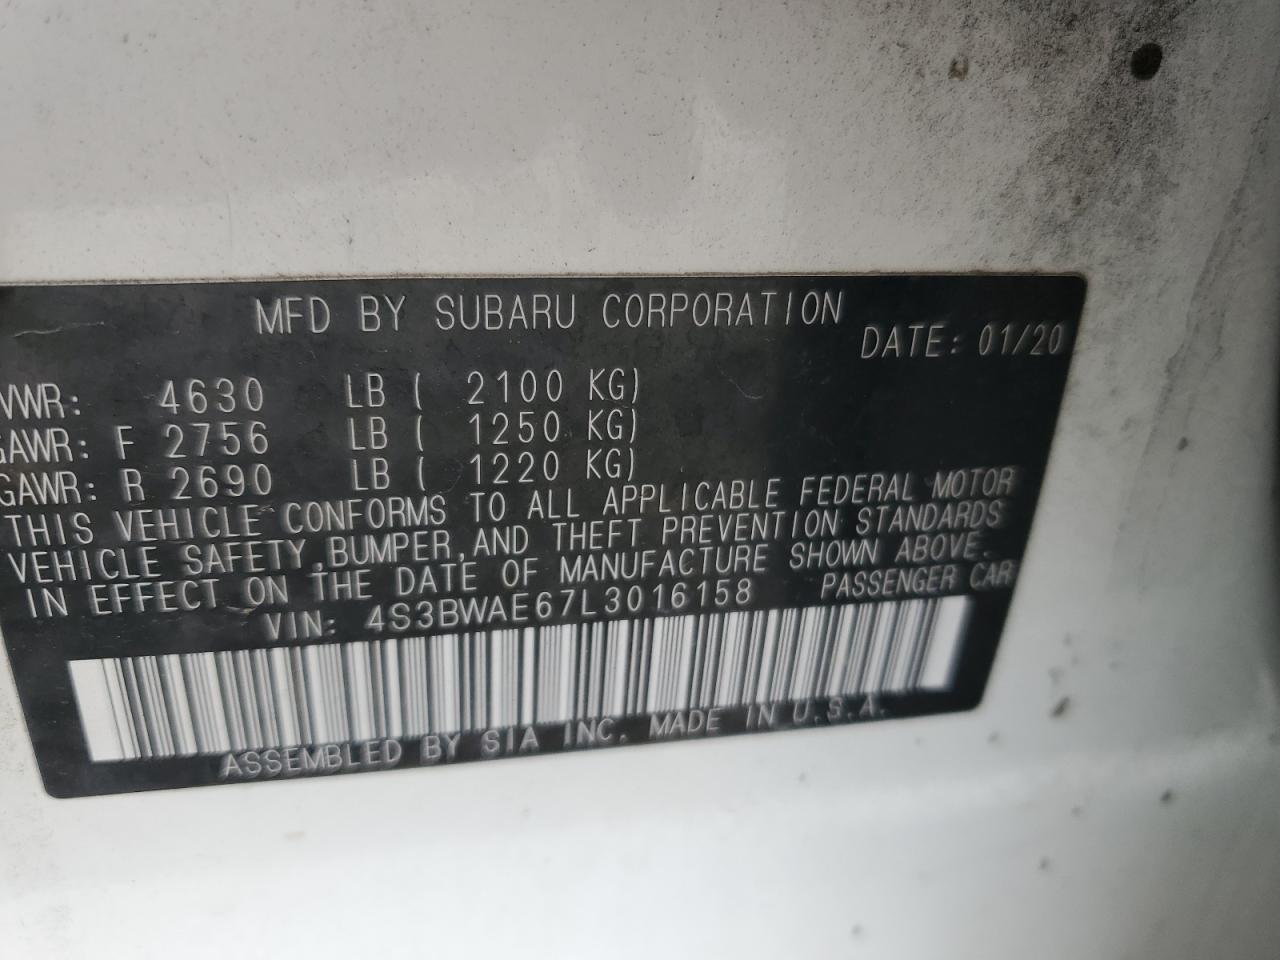 MFD BY SUBARU CORPORATION
DATE: 01/20
VWR: 4630 LB ( 2100 KG)
GAWR: F 2756 LB ( 1250 KG)
GAWR: R 2690 LB ( 1220 KG)
THIS VEHICLE CONFORMS TO ALL APPLICABLE FEDERAL MOTOR
VEHICLE SAFETY, BUMPER, AND THEFT PREVENTION STANDARDS
IN EFFECT ON THE DATE OF MANUFACTURE SHOWN ABOVE.
VIN: 4S3BWAE67L3016158 PASSENGER CAR
ASSEMBLED BY SIA INC. MADE IN U.S.A.